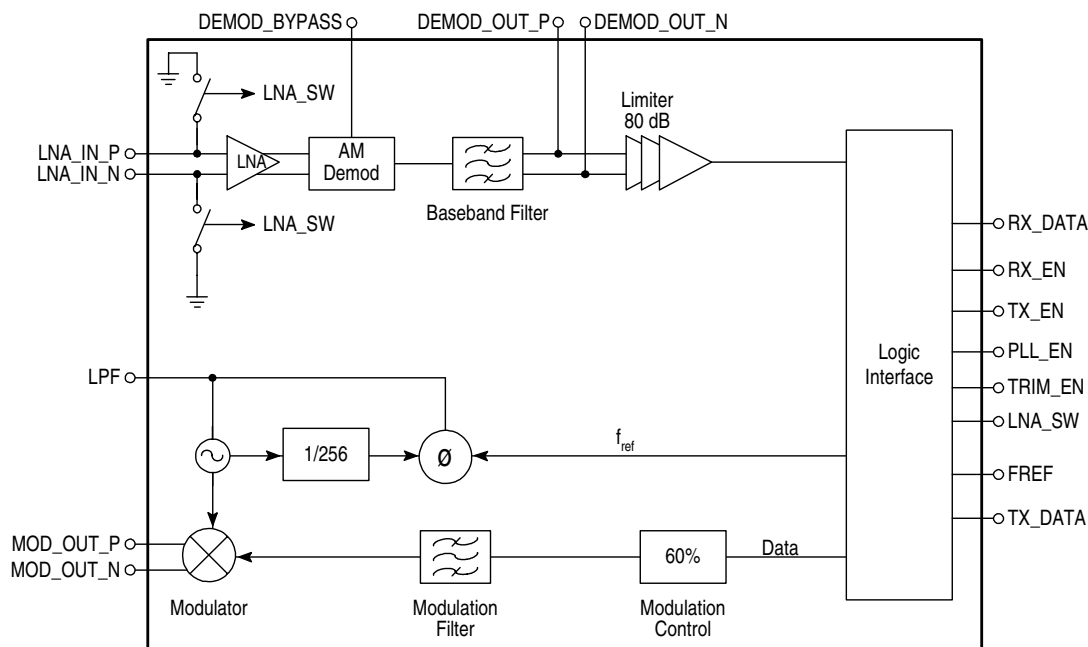 DEMOD_BYPASS
DEMOD_OUT_P
DEMOD_OUT_N
LNA_SW
Limiter
80 dB
LNA_IN_P
LNA_IN_N
LNA
AM
Demod
Baseband Filter
LNA_SW
RX_DATA
RX_EN
TX_EN
PLL_EN
TRIM_EN
LNA_SW
FREF
TX_DATA
Logic
Interface
LPF
1/256
Ø
fref
MOD_OUT_P
MOD_OUT_N
60%
Data
Modulator
Modulation
Filter
Modulation
Control